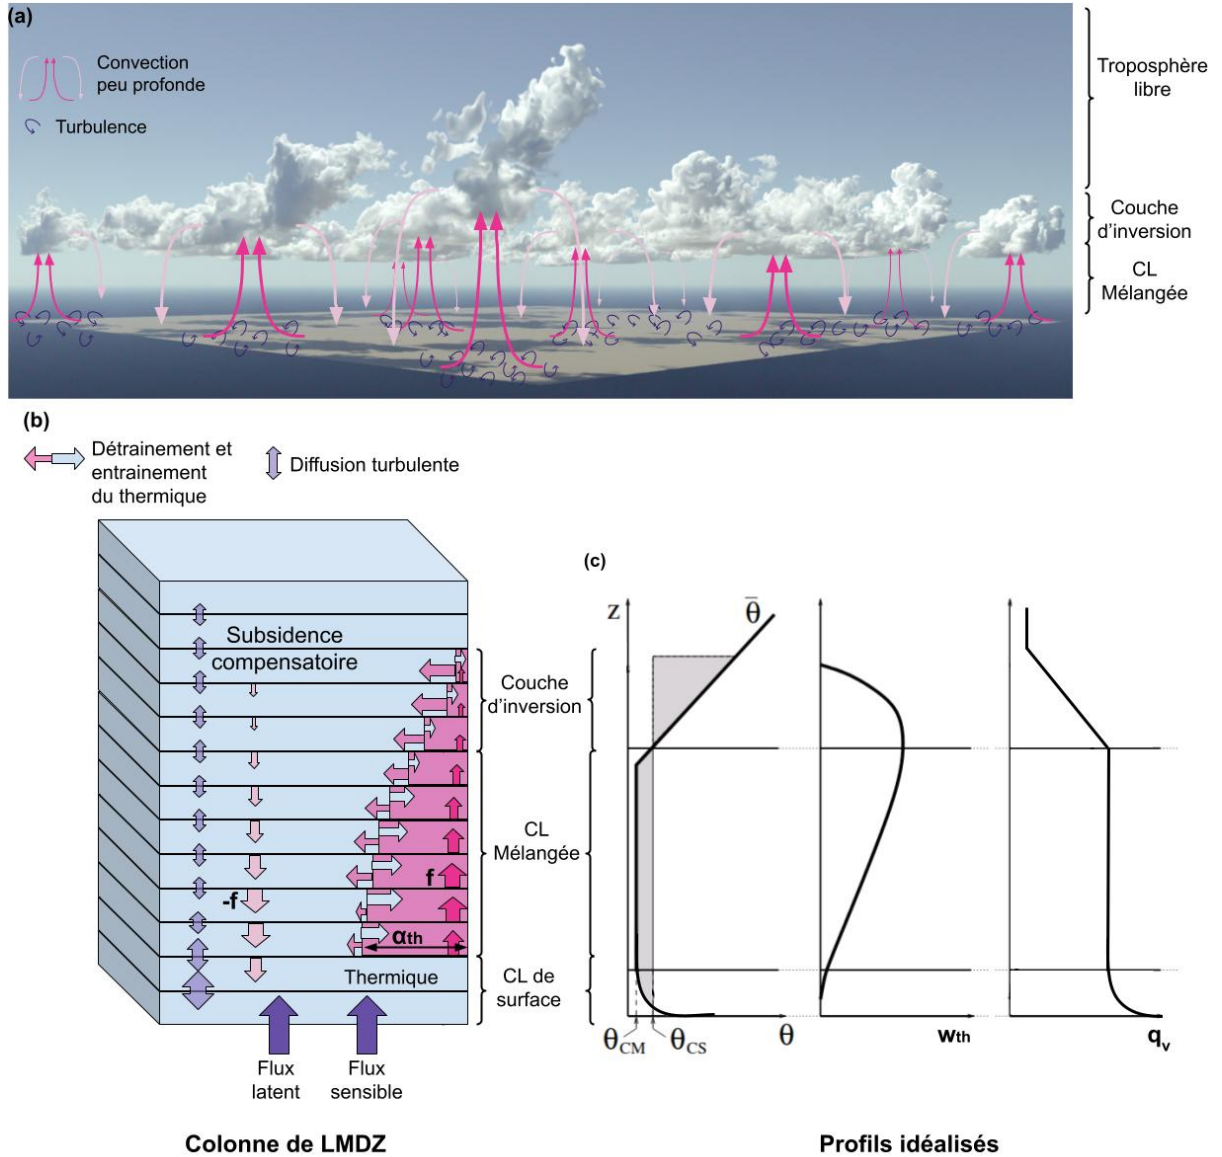 (a)
Convection
peu profonde
Turbulence
Troposphère
libre
Couche
d'inversion
CL
Mélangée
(b)
Détrainement et
entrainement
du thermique
Diffusion turbulente
Subsidence
compensatoire
f
-f
αth
Thermique
Flux
latent
Flux
sensible
Couche
d'inversion
CL
Mélangée
CL de
surface
(c)
z
θ̅
θCM
θCS
θ
wth
qv
Colonne de LMDZ
Profils idéalisés